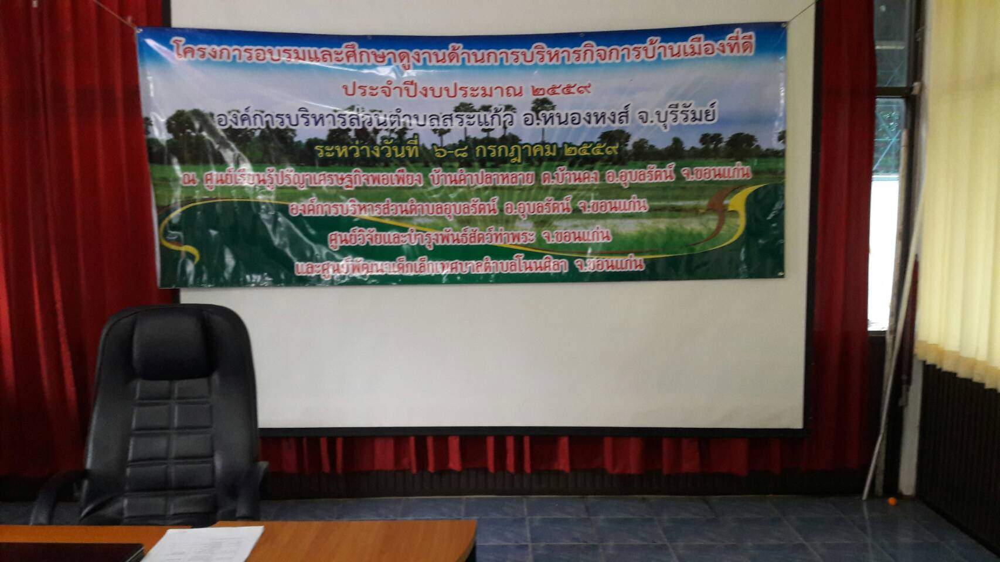 โครงการอบรมและศึกษาดูงานด้านการบริหารกิจการบ้านเมืองที่ดี
ประจำปีงบประมาณ ๒๕๕๙
องค์การบริหารส่วนตำบลสระแก้ว อ.หนองหงส์ จ.บุรีรัมย์
ระหว่างวันที่ ๖-๘ กรกฎาคม ๒๕๕๙
ณ ศูนย์เรียนรู้ปรัญาเศรษฐกิจพอเพียง บ้านคำปลาหลาย ต.บ้านดง อ.อุบลรัตน์ จ.ขอนแก่น
องค์การบริหารส่วนตำบลอุบลรัตน์ อ.อุบลรัตน์ จ.ขอนแก่น
ศูนย์วิจัยและบำรุงพันธ์สัตว์ท่าพระ จ.ขอนแก่น
และศูนย์พัฒนาเด็กเล็กเทศบาลตำบลโนนศิลา จ.ขอนแก่น